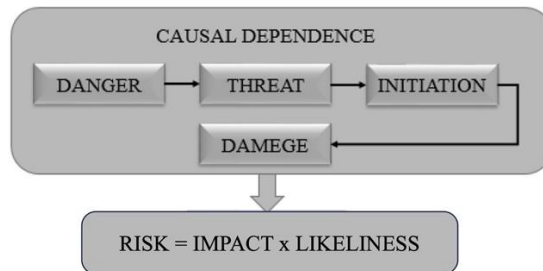 CAUSAL DEPENDENCE
DANGER THREAT INITIATION
DAMEGE
RISK = IMPACT x LIKELINESS